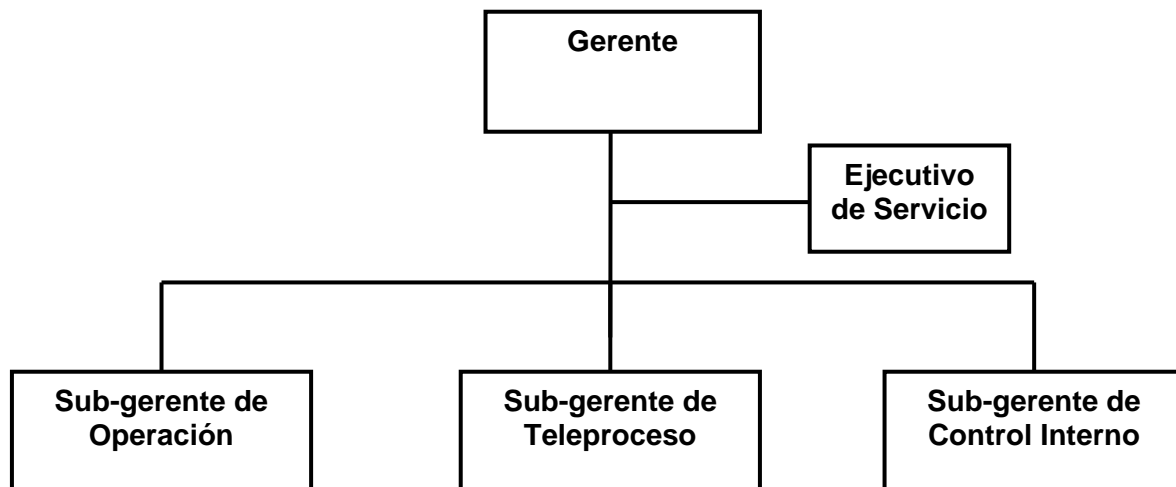 Gerente
Ejecutivo
de Servicio
Sub-gerente de
Operación
Sub-gerente de
Teleproceso
Sub-gerente de
Control Interno